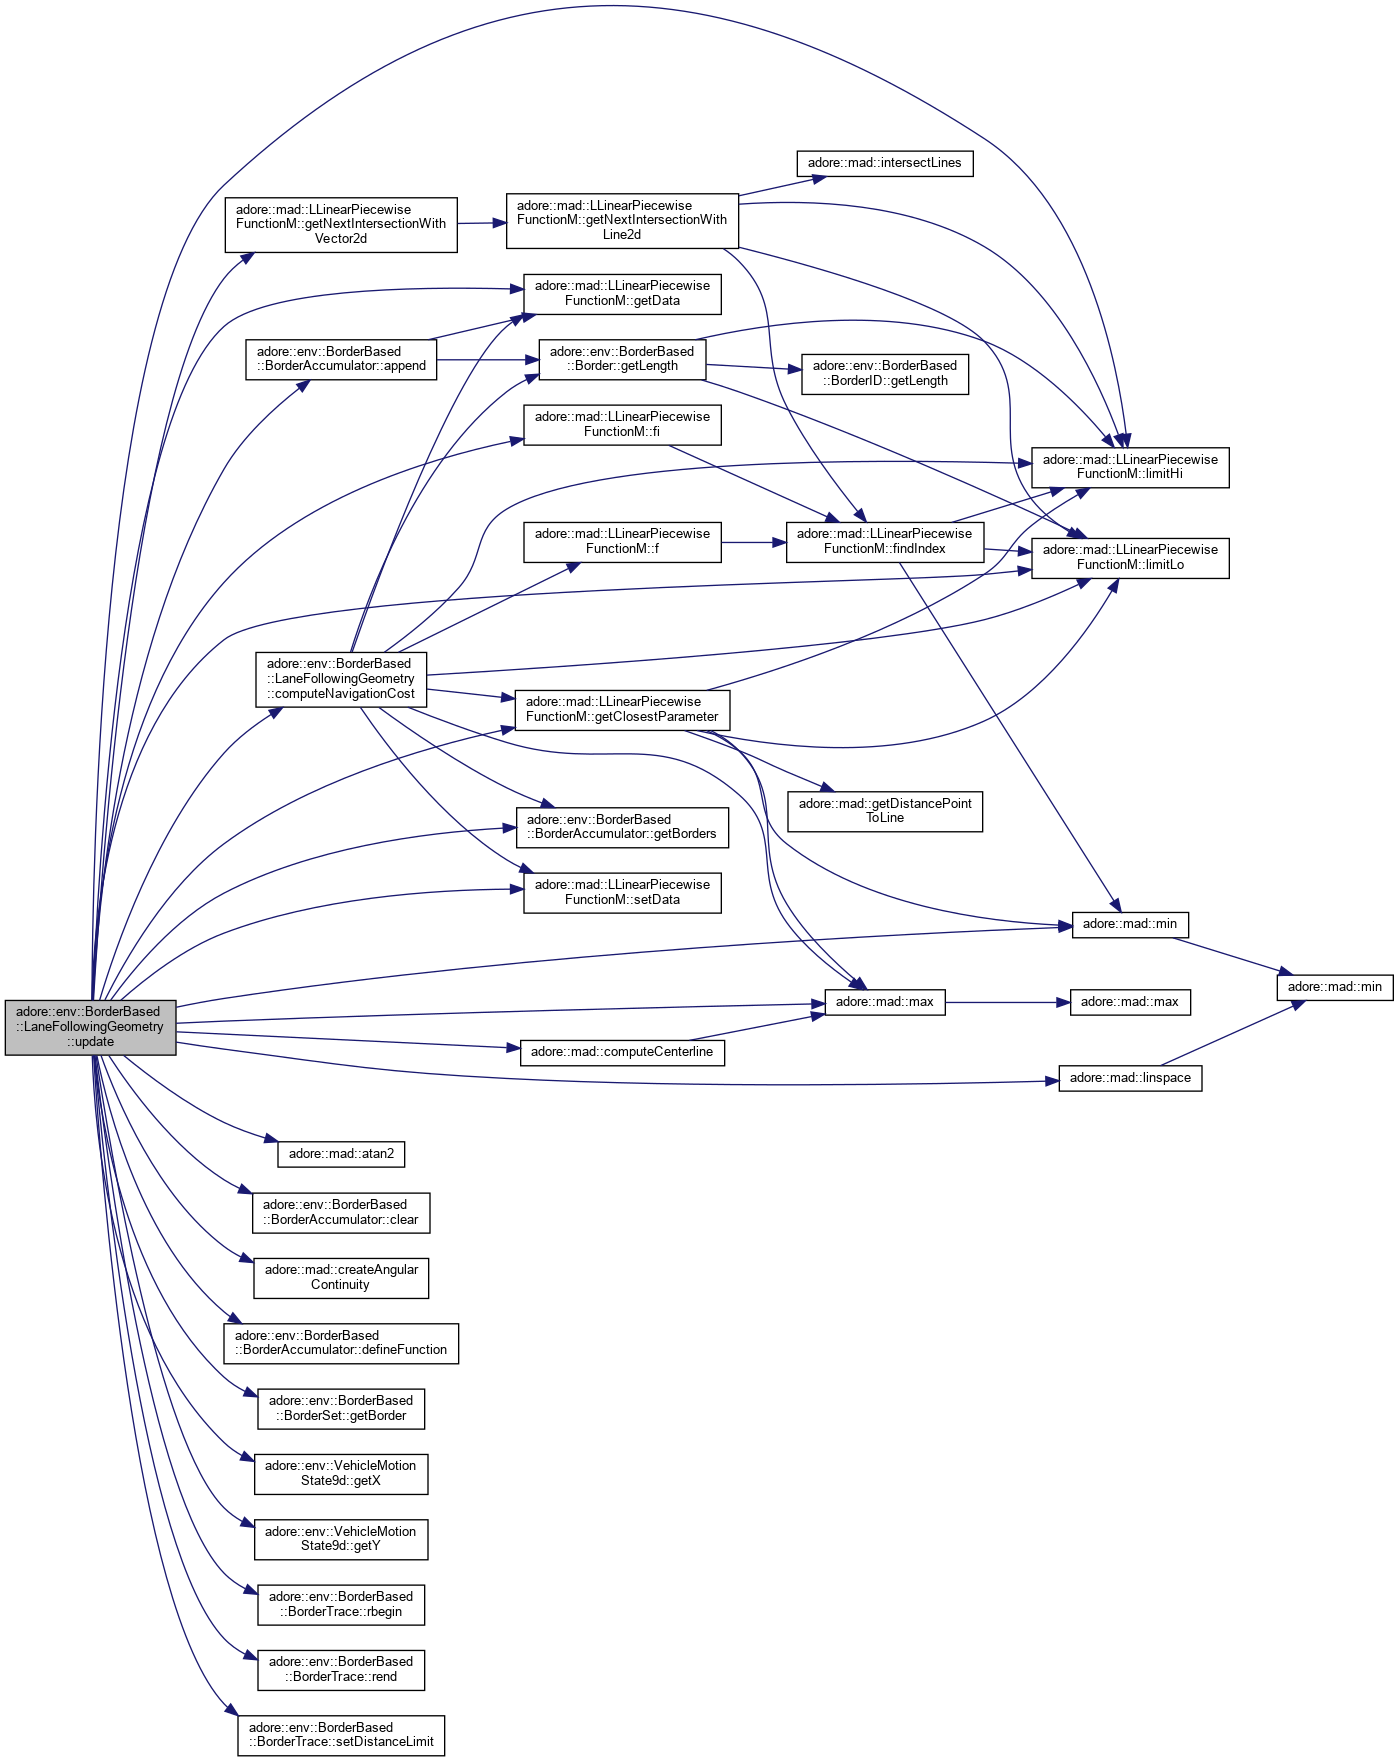 adore::mad::intersectLines
adore::mad::LLinearPiecewise
FunctionM::getNextIntersectionWith
Vector2d
adore::mad::LLinearPiecewise
FunctionM::getNextIntersectionWith
Line2d
adore::mad::LLinearPiecewise
FunctionM::getData
adore::env::BorderBased
::BorderAccumulator::append
adore::env::BorderBased
::Border::getLength
adore::env::BorderBased
::BorderID::getLength
adore::mad::LLinearPiecewise
FunctionM::fi
adore::mad::LLinearPiecewise
FunctionM::limitHi
adore::mad::LLinearPiecewise
FunctionM::f
adore::mad::LLinearPiecewise
FunctionM::findIndex
adore::mad::LLinearPiecewise
FunctionM::limitLo
adore::env::BorderBased
::LaneFollowingGeometry
::computeNavigationCost
adore::mad::LLinearPiecewise
FunctionM::getClosestParameter
adore::mad::getDistancePoint
ToLine
adore::env::BorderBased
::BorderAccumulator::getBorders
adore::mad::LLinearPiecewise
FunctionM::setData
adore::mad::min
adore::mad::min
adore::mad::max
adore::mad::max
adore::env::BorderBased
::LaneFollowingGeometry
::update
adore::mad::computeCenterline
adore::mad::linspace
adore::mad::atan2
adore::env::BorderBased
::BorderAccumulator::clear
adore::mad::createAngular
Continuity
adore::env::BorderBased
::BorderAccumulator::defineFunction
adore::env::BorderBased
::BorderSet::getBorder
adore::env::VehicleMotion
State9d::getX
adore::env::VehicleMotion
State9d::getY
adore::env::BorderBased
::BorderTrace::rbegin
adore::env::BorderBased
::BorderTrace::rend
adore::env::BorderBased
::BorderTrace::setDistanceLimit